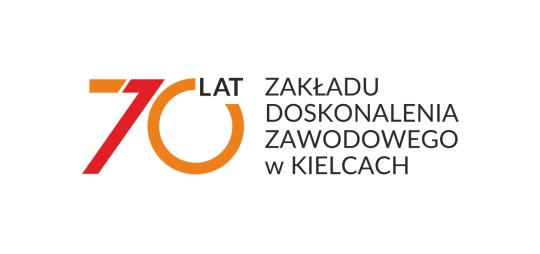 70 LAT
ZAKŁADU
DOSKONALENIA
ZAWODOWEGO
w KIELCACH